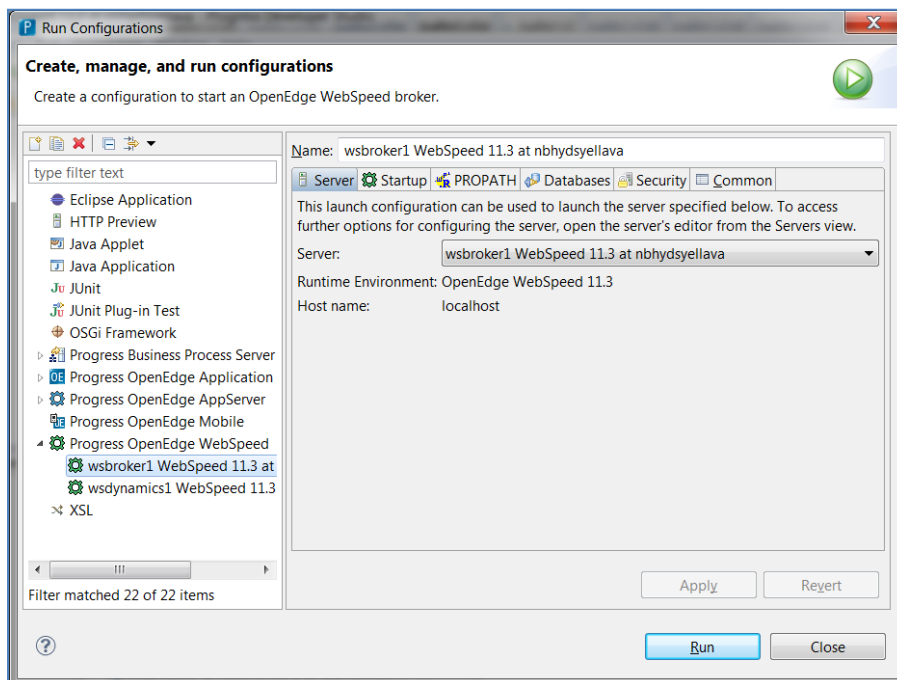 Run Configurations
Create, manage, and run configurations
Create a configuration to start an OpenEdge WebSpeed broker.
type filter text
Eclipse Application
HTTP Preview
Java Applet
Java Application
JUnit
JUnit Plug-in Test
OSGi Framework
Progress Business Process Server
Progress OpenEdge Application
Progress OpenEdge AppServer
Progress OpenEdge Mobile
Progress OpenEdge WebSpeed
wsbroker1 WebSpeed 11.3 at
wsdynamics1 WebSpeed 11.3
XSL
Filter matched 22 of 22 items
Name: wsbroker1 WebSpeed 11.3 at nbhydsyellava
Server Startup PROPATH Databases Security Common
This launch configuration can be used to launch the server specified below. To access
further options for configuring the server, open the server's editor from the Servers view.
Server: wsbroker1 WebSpeed 11.3 at nbhydsyellava
Runtime Environment: OpenEdge WebSpeed 11.3
Host name: localhost
Apply Revert
Run Close